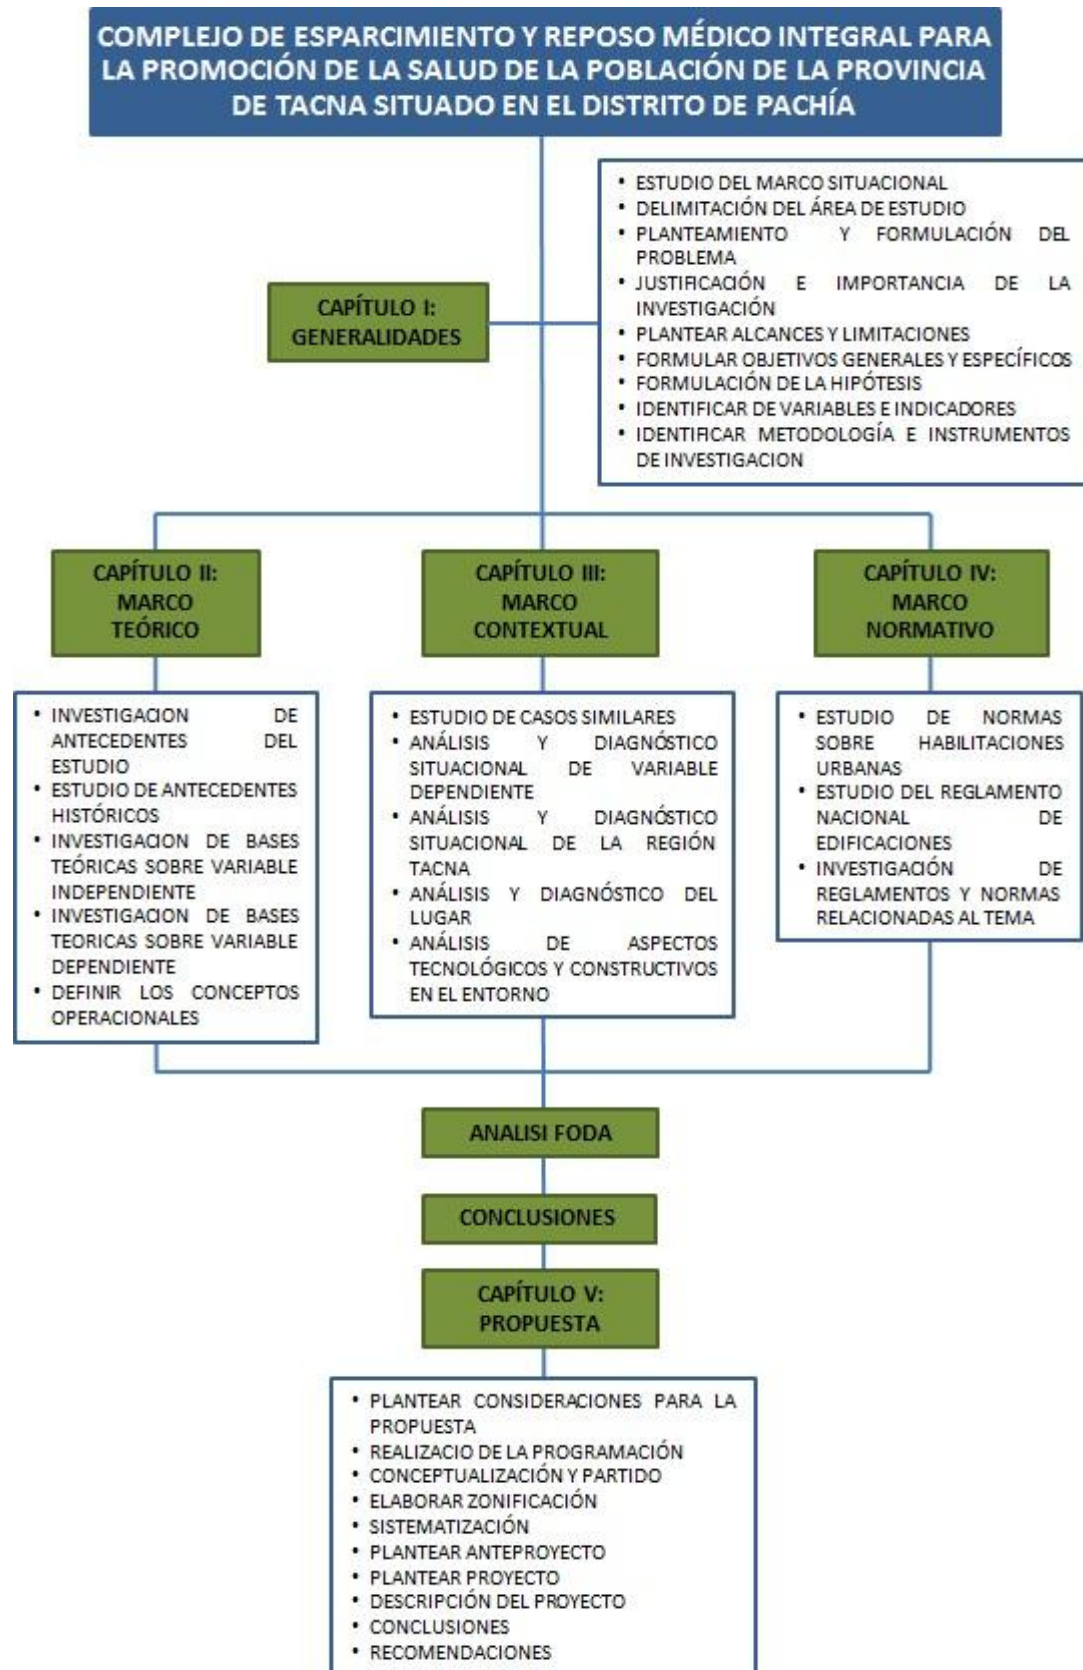 COMPLEJO DE ESPARCIMIENTO Y REPOSO MÉDICO INTEGRAL PARA
LA PROMOCIÓN DE LA SALUD DE LA POBLACIÓN DE LA PROVINCIA
DE TACNA SITUADO EN EL DISTRITO DE PACHÍA
CAPÍTULO I:
GENERALIDADES
• ESTUDIO DEL MARCO SITUACIONAL
• DELIMITACIÓN DEL ÁREA DE ESTUDIO
• PLANTEAMIENTO Y FORMULACIÓN DEL
PROBLEMA
• JUSTIFICACIÓN E IMPORTANCIA DE LA
INVESTIGACIÓN
• PLANTEAR ALCANCES Y LIMITACIONES
• FORMULAR OBJETIVOS GENERALES Y ESPECÍFICOS
• FORMULACIÓN DE LA HIPÓTESIS
• IDENTIFICAR DE VARIABLES E INDICADORES
• IDENTIFICAR METODOLOGÍA E INSTRUMENTOS
DE INVESTIGACION
CAPÍTULO II:
MARCO
TEÓRICO
• INVESTIGACION DE
ANTECEDENTES DEL
ESTUDIO
• ESTUDIO DE ANTECEDENTES
HISTÓRICOS
• INVESTIGACION DE BASES
TEÓRICAS SOBRE VARIABLE
INDEPENDIENTE
• INVESTIGACION DE BASES
TEORICAS SOBRE VARIABLE
DEPENDIENTE
• DEFINIR LOS CONCEPTOS
OPERACIONALES
CAPÍTULO III:
MARCO
CONTEXTUAL
• ESTUDIO DE CASOS SIMILARES
• ANÁLISIS Y DIAGNÓSTICO
SITUACIONAL DE VARIABLE
DEPENDIENTE
• ANÁLISIS Y DIAGNÓSTICO
SITUACIONAL DE LA REGIÓN
TACNA
• ANÁLISIS Y DIAGNÓSTICO DEL
LUGAR
• ANÁLISIS DE ASPECTOS
TECNOLÓGICOS Y CONSTRUCTIVOS
EN EL ENTORNO
CAPÍTULO IV:
MARCO
NORMATIVO
• ESTUDIO DE NORMAS
SOBRE HABILITACIONES
URBANAS
• ESTUDIO DEL REGLAMENTO
NACIONAL DE
EDIFICACIONES
• INVESTIGACIÓN DE
REGLAMENTOS Y NORMAS
RELACIONADAS AL TEMA
ANALISI FODA
CONCLUSIONES
CAPÍTULO V:
PROPUESTA
• PLANTEAR CONSIDERACIONES PARA LA
PROPUESTA
• REALIZACIO DE LA PROGRAMACIÓN
• CONCEPTUALIZACIÓN Y PARTIDO
• ELABORAR ZONIFICACIÓN
• SISTEMATIZACIÓN
• PLANTEAR ANTEPROYECTO
• PLANTEAR PROYECTO
• DESCRIPCIÓN DEL PROYECTO
• CONCLUSIONES
• RECOMENDACIONES